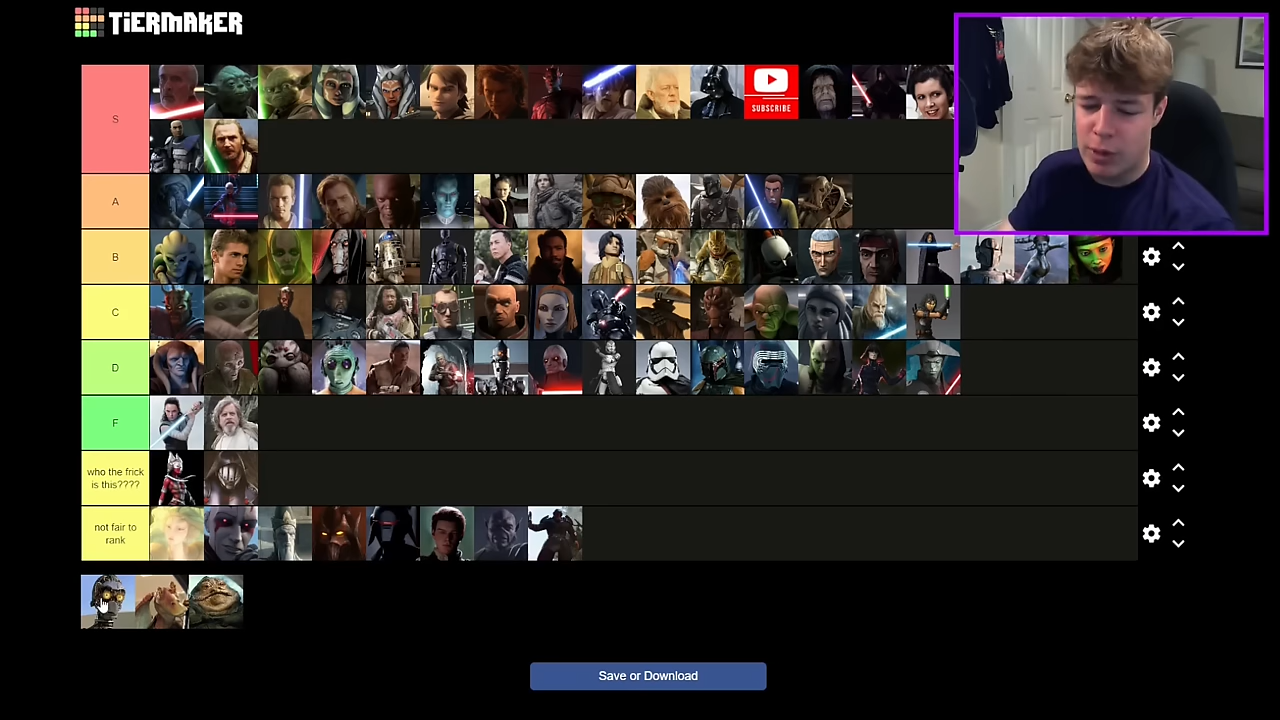 TiERMAKER
S
SUBSCRIBE
A
B
C
D
F
who the frick
is this????
not fair to
rank
Save or Download